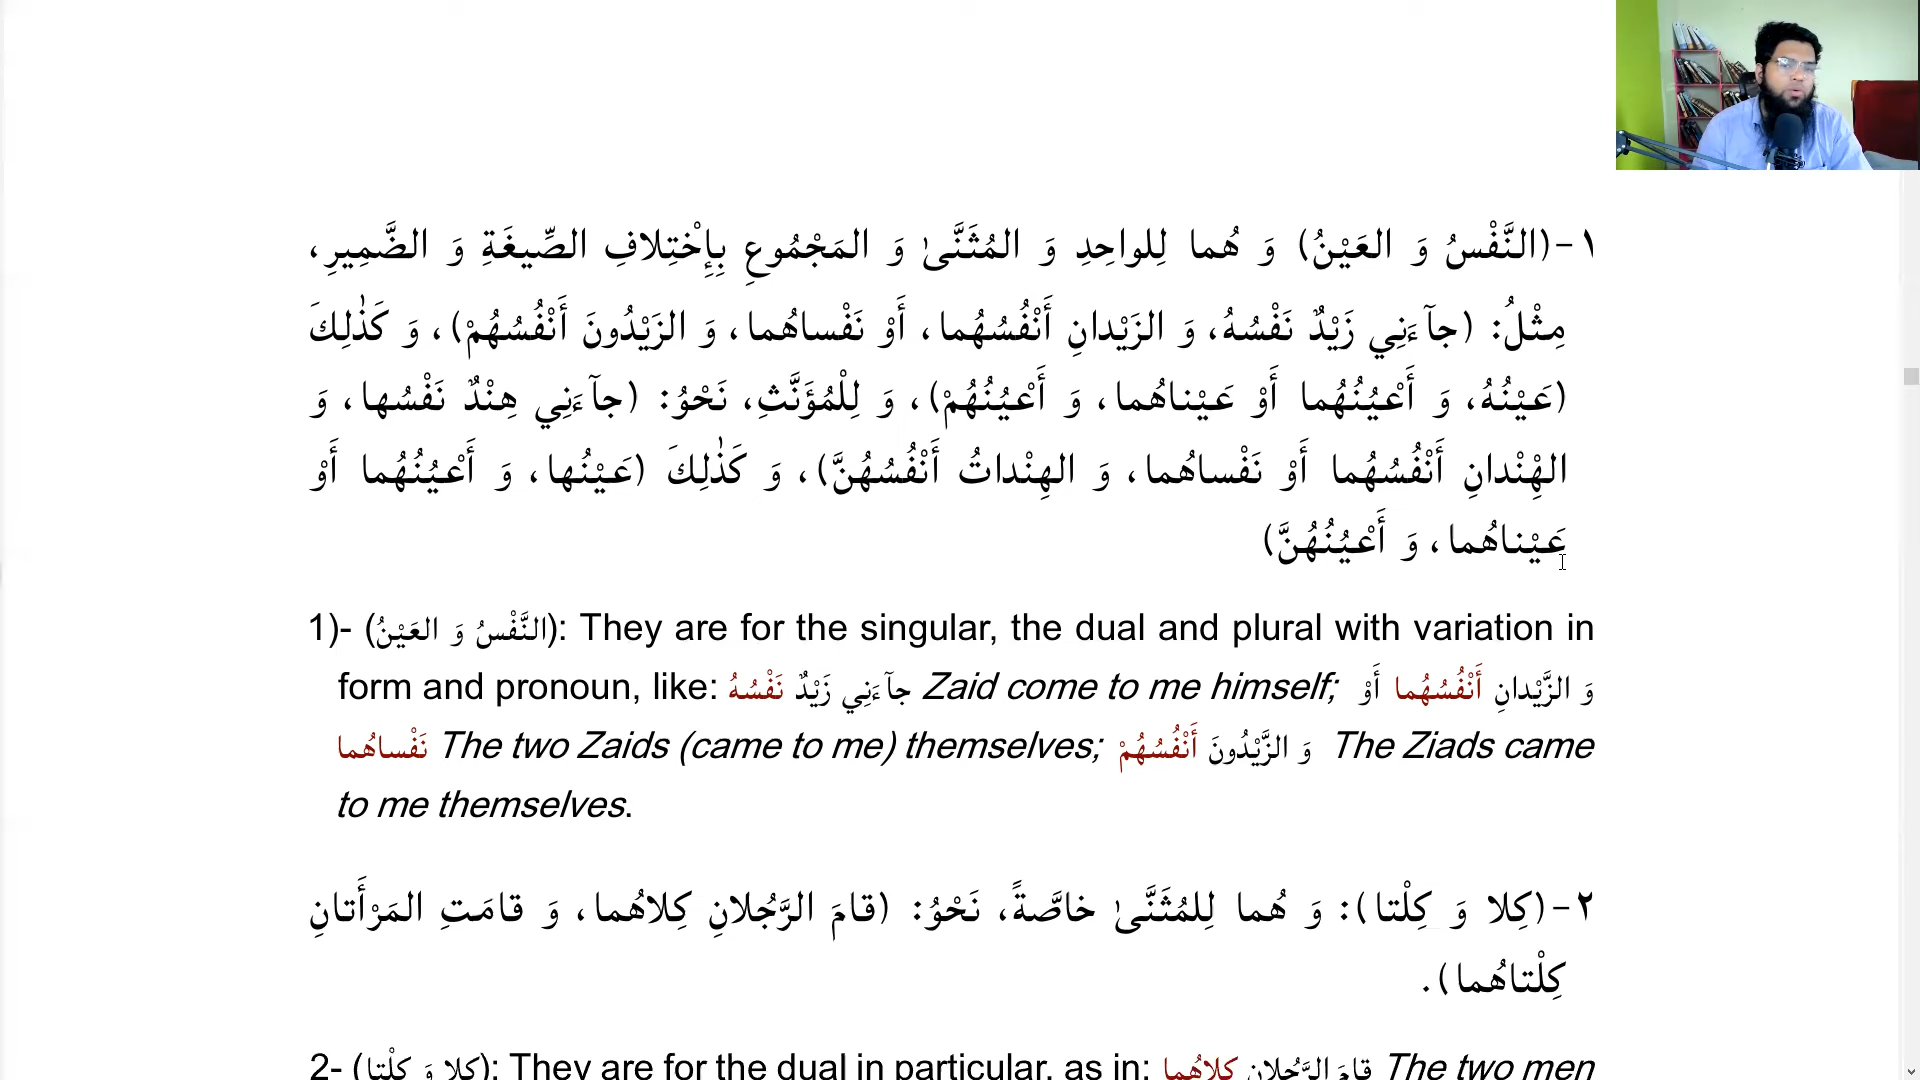 ١-(النَّفْسُ وَ العَيْنُ) وَ هُما لِلواحِدِ وَ المُثَنَّىٰ وَ المَجْمُوعِ بِإِخْتِلافِ الصِّيغَةِ وَ الضَّمِيرِ،
مِثْلُ: (جآءَنِي زَيْدٌ نَفْسُهُ، وَ الزَيْدانِ أَنْفُسُهُما، أَوْ نَفْساهُما، وَ الزَيْدُونَ أَنْفُسُهُمْ)، وَ كَذٰلِكَ
(عَيْنُهُ، وَ أَعْيُنُهُما أَوْ عَيْناهُما، وَ أَعْيُنُهُمْ)، وَ لِلْمُؤَنَّثِ، نَحْوُ: (جآءَنِي هِنْدٌ نَفْسُها، وَ
الهِْنْدانِ أَنْفُسُهُما أَوْ نَفْساهُما، وَ الهِنْداتُ أَنْفُسُهُنَّ)، وَ كَذٰلِكَ (عَيْنُها، وَ أَعْيُنُهُما أَوْ
عَيْناهُما، وَ أَعْيُنُهُنَّ)
1)- (النَّفْسُ وَ العَيْنُ): They are for the singular, the dual and plural with variation in
form and pronoun, like: جآءَنِي زَيْدٌ نَفْسُهُ Zaid come to me himself; وَ الزَّيْدانِ أَنْفُسُهُما أَوْ
نَفْساهُما The two Zaids (came to me) themselves; وَ الزَّيْدُونَ أَنْفُسُهُمْ The Ziads came
to me themselves.
٢-(كِلا وَ كِلْتا): وَ هُما لِلمُثَنَّىٰ خاصَّةً، نَحْوُ: (قامَ الرَّجُلانِ كِلاهُما، وَ قامَتِ المَرْأَتانِ
كِلْتاهُما).
2- (كِلا وَ كِلْتا): They are for the dual in particular, as in: قامَ الرَّجُلانِ كِلاهُما The two men